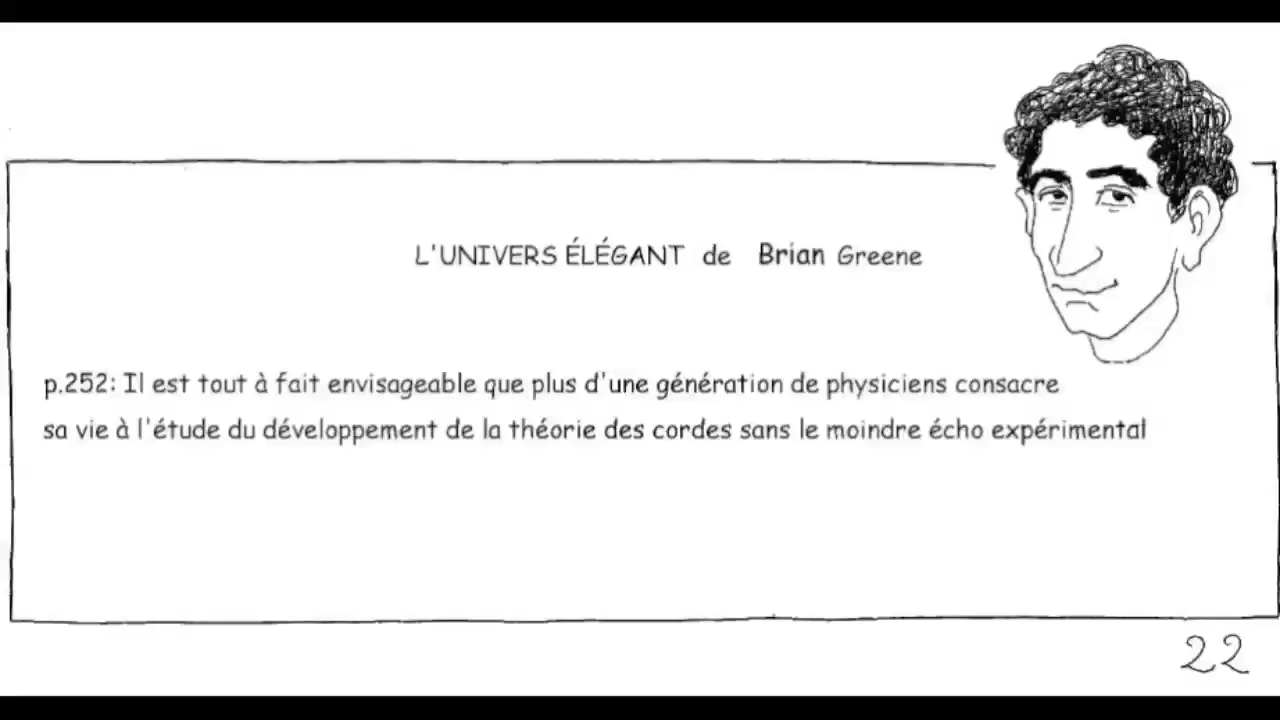 L'UNIVERS ÉLÉGANT de Brian Greene
p.252: Il est tout à fait envisageable que plus d'une génération de physiciens consacre
sa vie à l'étude du développement de la théorie des cordes sans le moindre écho expérimental
22